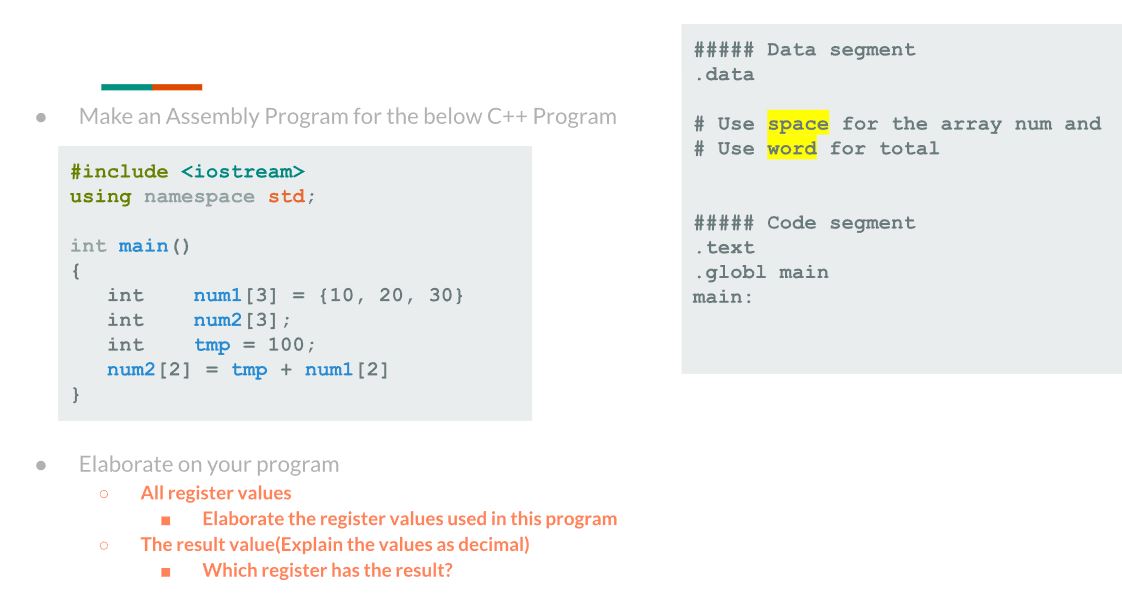 ● Make an Assembly Program for the below C++ Program
#include <iostream>
using namespace std;
int main()
{
int num1[3] = {10, 20, 30}
int num2[3];
int tmp = 100;
num2[2] = tmp + num1[2]
}
● Elaborate on your program
○ All register values
■ Elaborate the register values used in this program
○ The result value(Explain the values as decimal)
■ Which register has the result?
##### Data segment
.data
# Use space for the array num and
# Use word for total
##### Code segment
.text
.globl main
main: